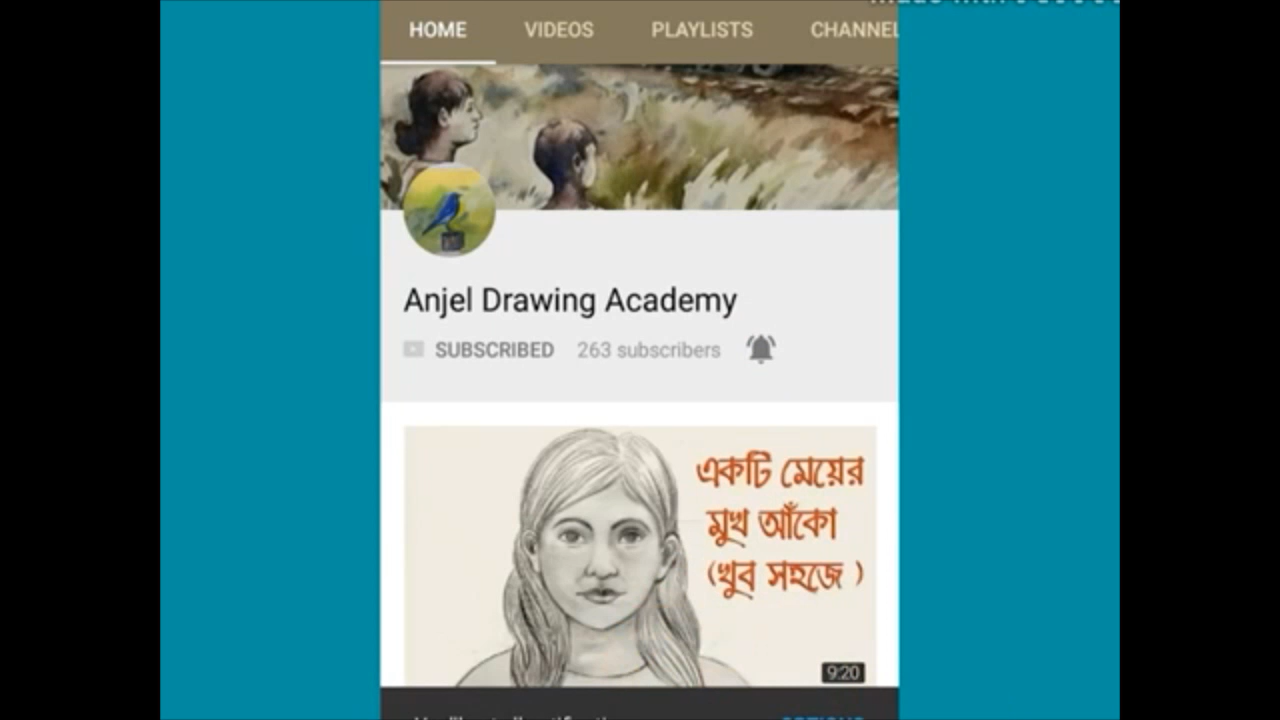 HOME VIDEOS PLAYLISTS CHANNEL
Anjel Drawing Academy
SUBSCRIBED 263 subscribers
একটি মেয়ের
মুখ আঁকো
(খুব সহজে )
9:20